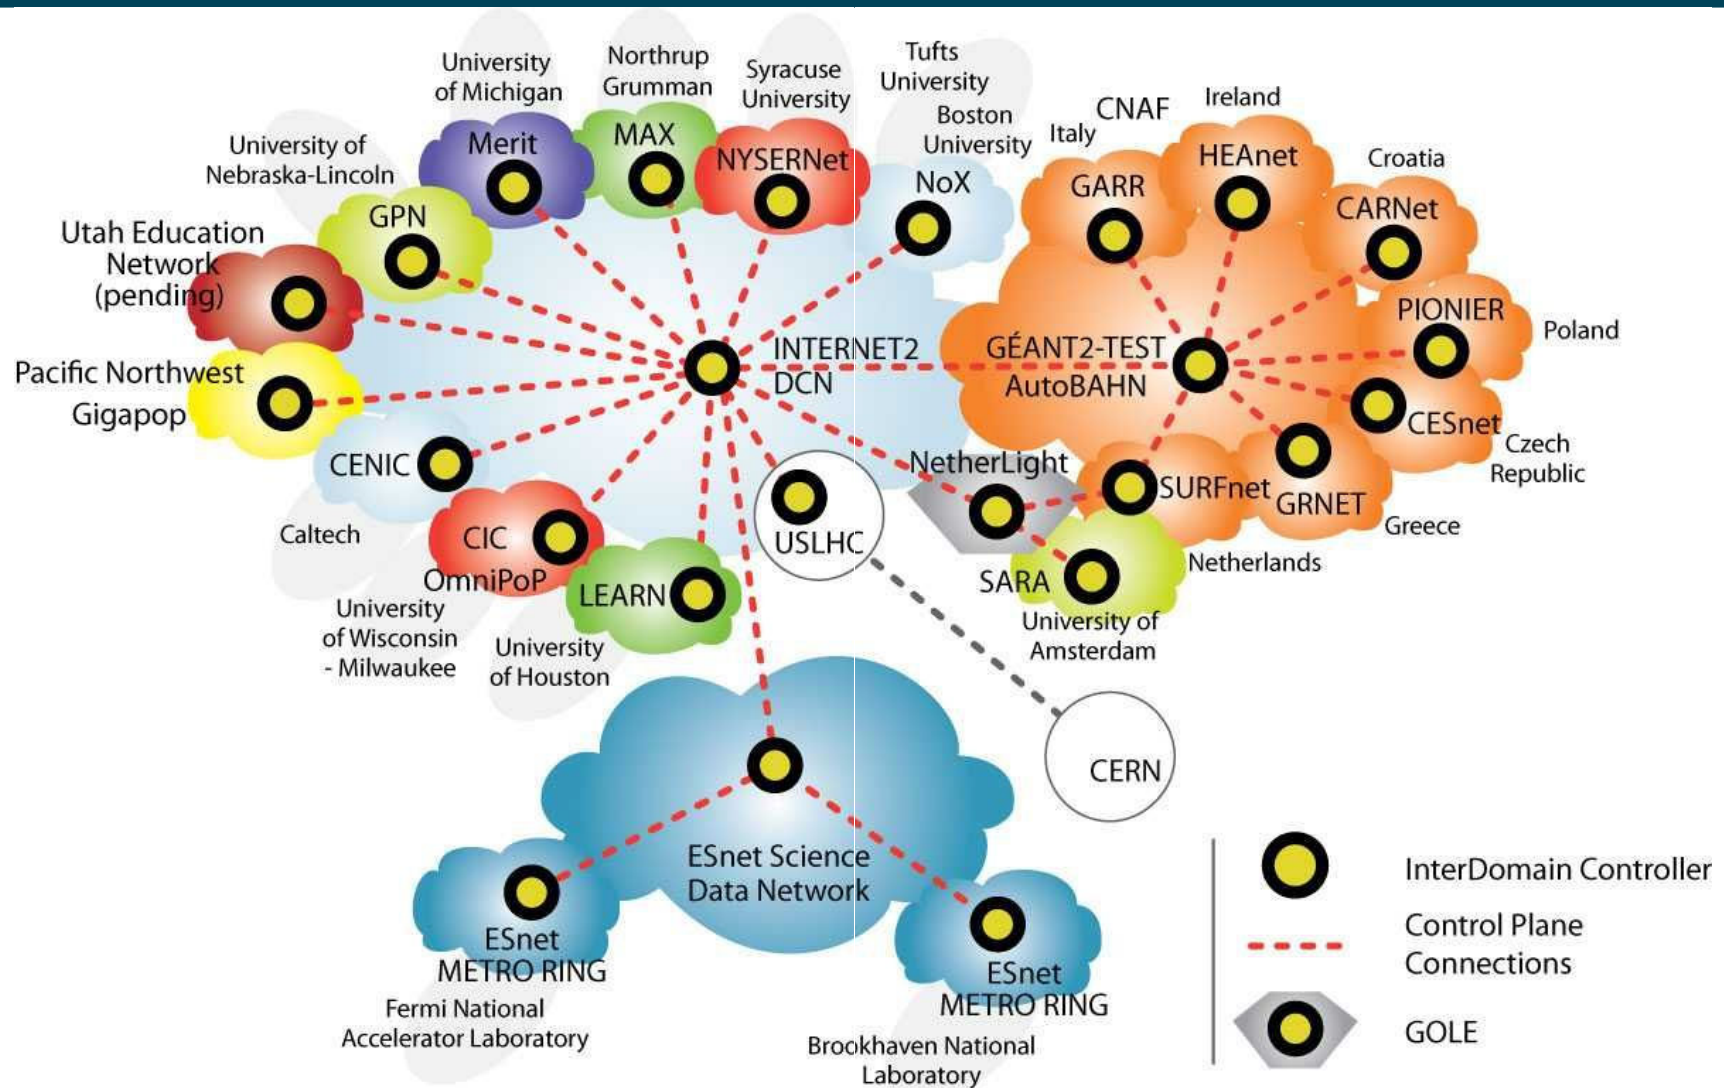 University
of Michigan
Northrup
Grumman
Syracuse
University
Tufts
University
Boston
University
CNAF
Italy
Ireland
Croatia
University of
Nebraska-Lincoln
Merit
MAX
NYSERNet
NoX
GARR
HEAnet
CARNet
GPN
Utah Education
Network
(pending)
PIONIER
Poland
INTERNET2
DCN
GÉANT2-TEST
AutoBAHN
Pacific Northwest
Gigapop
CESnet
Czech
Republic
CENIC
NetherLight
SURFnet
GRNET
Greece
Caltech
CIC
OmniPoP
USLHC
Netherlands
SARA
LEARN
University
of Wisconsin
- Milwaukee
University
of Houston
University of
Amsterdam
CERN
ESnet Science
Data Network
ESnet
METRO RING
Fermi National
Accelerator Laboratory
ESnet
METRO RING
Brookhaven National
Laboratory
InterDomain Controller
Control Plane
Connections
GOLE